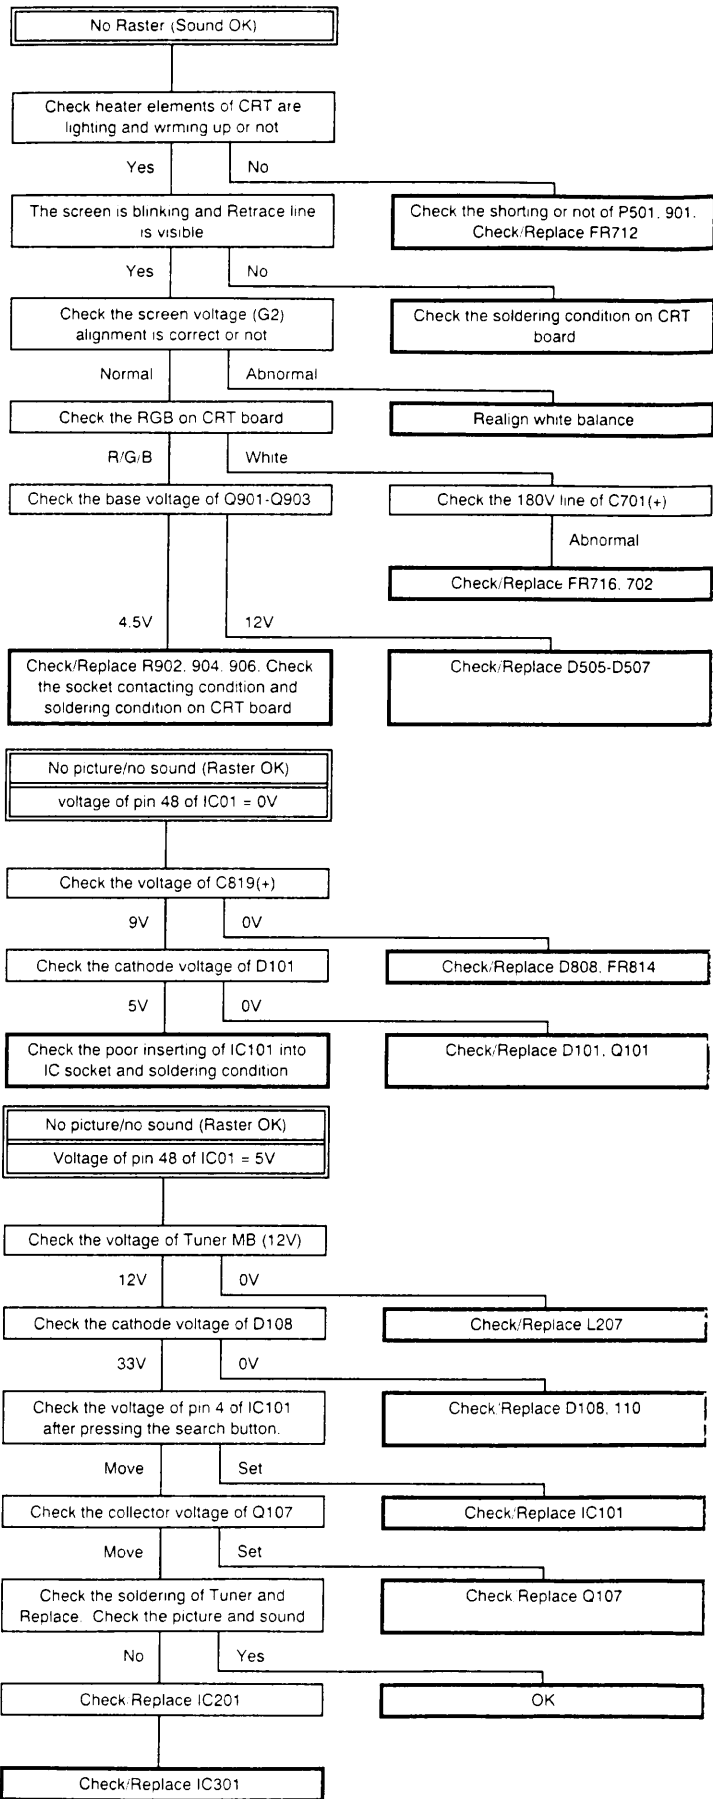 No Raster (Sound OK)
Check heater elements of CRT are
lighting and wrming up or not
Yes
No
The screen is blinking and Retrace line
is visible
Check the shorting or not of P501, 901.
Check/Replace FR712
Yes
No
Check the screen voltage (G2)
alignment is correct or not
Check the soldering condition on CRT
board
Normal
Abnormal
Check the RGB on CRT board
Realign white balance
R/G/B
White
Check the base voltage of Q901-Q903
Check the 180V line of C701(+)
Abnormal
Check/Replace FR716, 702
4.5V
12V
Check/Replace R902, 904, 906. Check
the socket contacting condition and
soldering condition on CRT board
Check/Replace D505-D507
No picture/no sound (Raster OK)
voltage of pin 48 of IC01 = 0V
Check the voltage of C819(+)
9V
0V
Check the cathode voltage of D101
Check/Replace D808, FR814
5V
0V
Check the poor inserting of IC101 into
IC socket and soldering condition
Check/Replace D101, Q101
No picture/no sound (Raster OK)
Voltage of pin 48 of IC01 = 5V
Check the voltage of Tuner MB (12V)
12V
0V
Check the cathode voltage of D108
Check/Replace L207
33V
0V
Check the voltage of pin 4 of IC101
after pressing the search button.
Check/Replace D108, 110
Move
Set
Check the collector voltage of Q107
Check/Replace IC101
Move
Set
Check the soldering of Tuner and
Replace. Check the picture and sound
Check Replace Q107
No
Yes
Check Replace IC201
OK
Check/Replace IC301